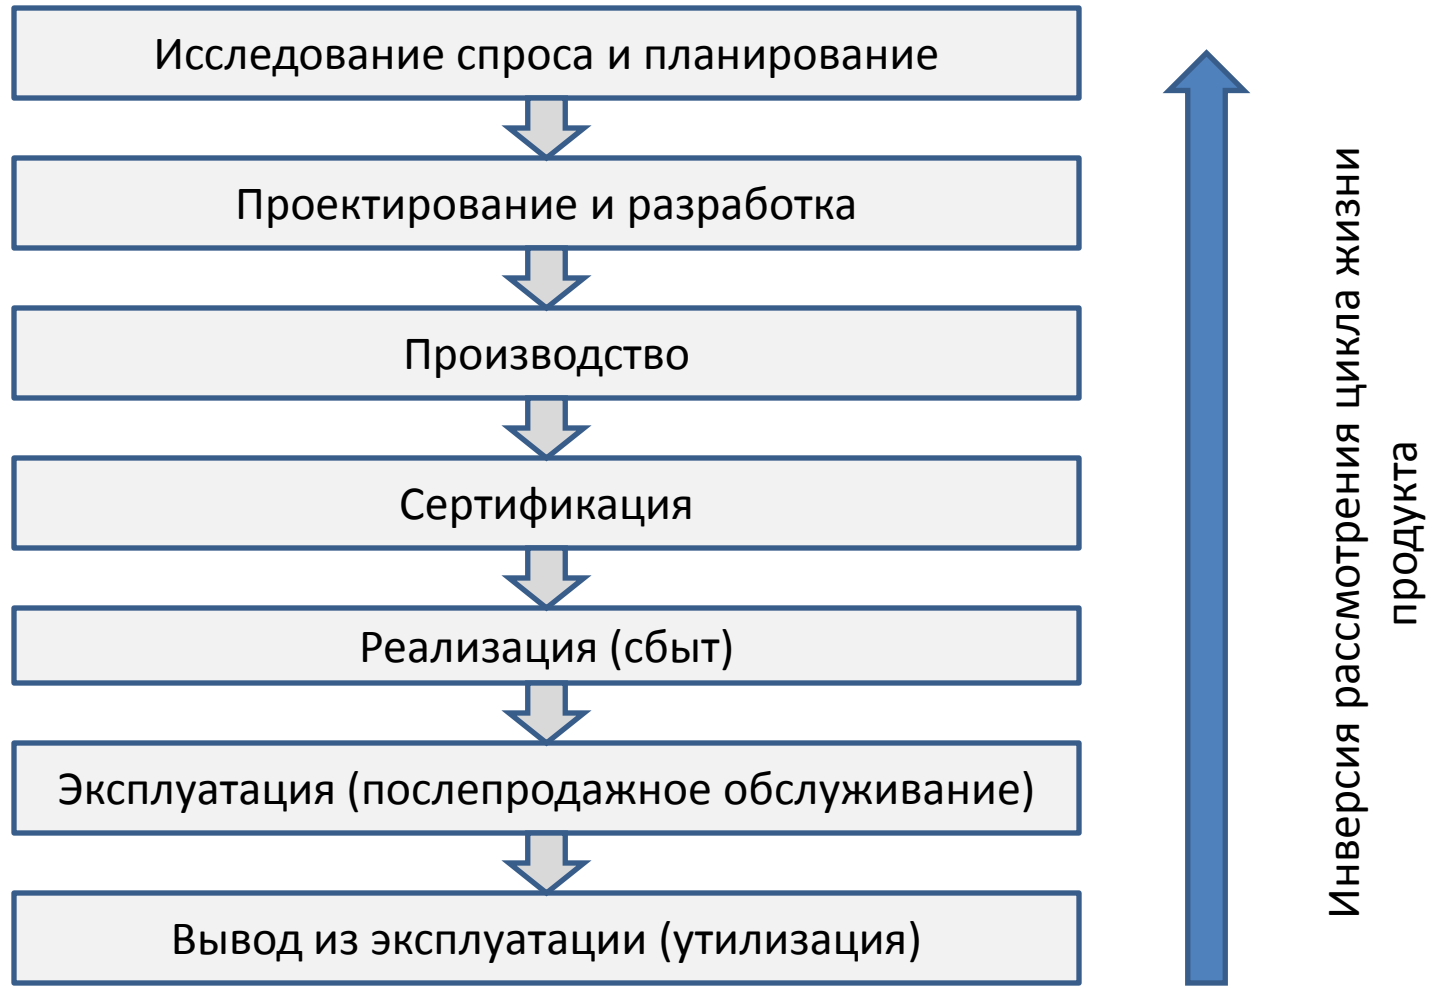 Исследование спроса и планирование
Проектирование и разработка
Производство
Сертификация
Реализация (сбыт)
Эксплуатация (послепродажное обслуживание)
Вывод из эксплуатации (утилизация)
Инверсия рассмотрения цикла жизни
продукта